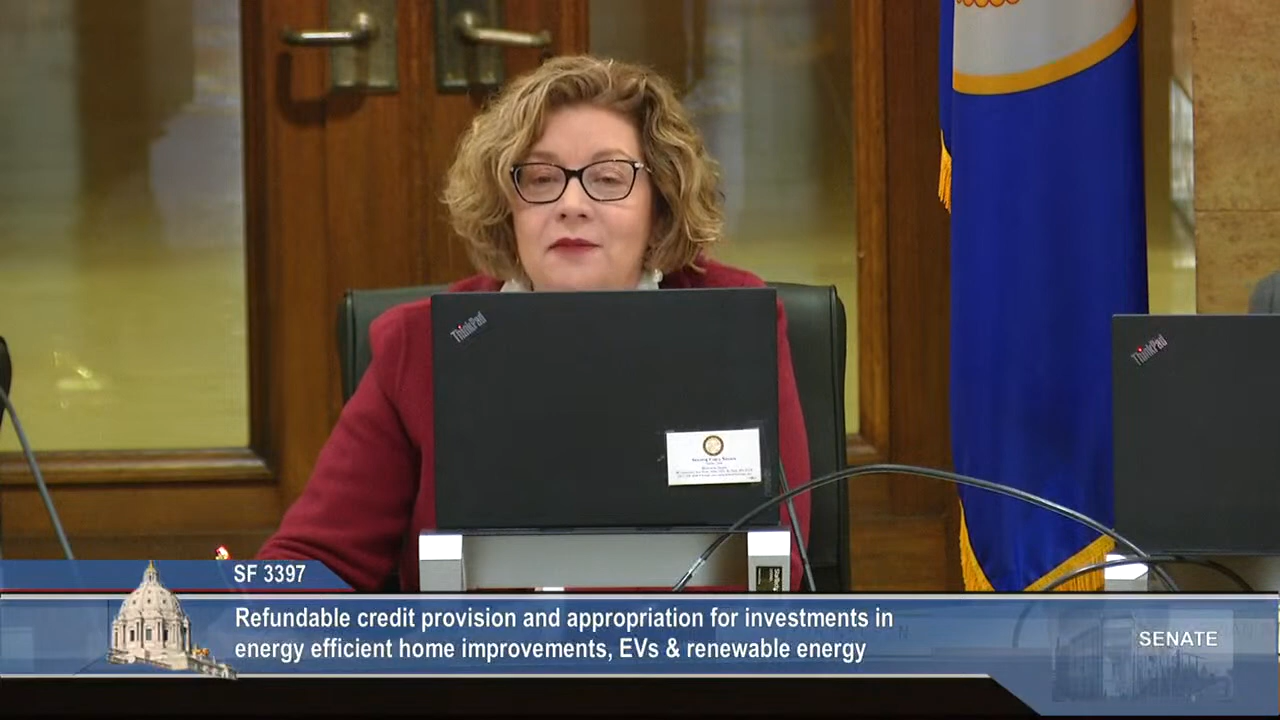 ThinkPad
ThinkPad
SF 3397
Refundable credit provision and appropriation for investments in
energy efficient home improvements, EVs & renewable energy
SENATE